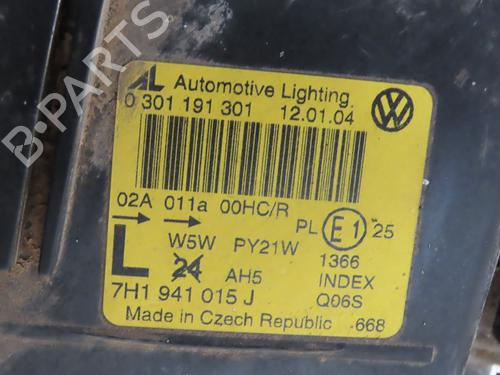 AL Automotive Lighting
0 301 191 301 12.01.04
02A 011a 00HC/R
PL E1 25
W5W PY21W 1366
L 24 AH5 INDEX
7H1 941 015 J Q06S
Made in Czech Republic 668
B-PARTS